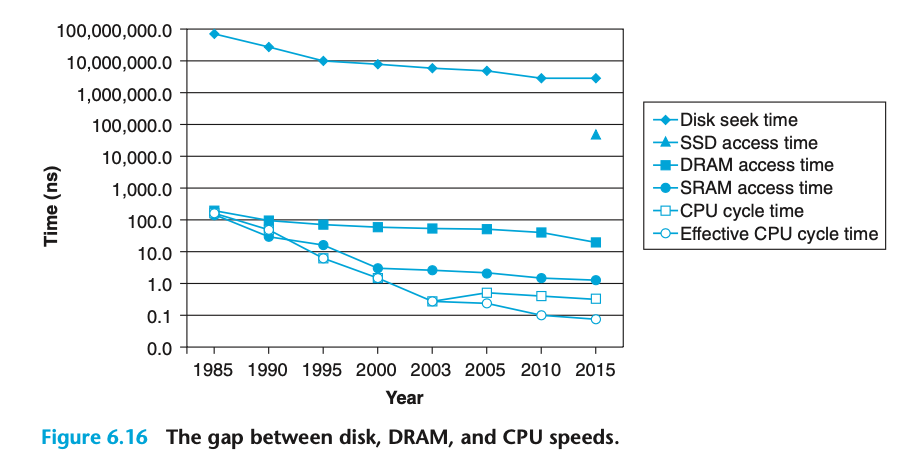 100,000,000.0
10,000,000.0
1,000,000.0
100,000.0
10,000.0
1,000.0
100.0
10.0
1.0
0.1
0.0
Time (ns)
1985 1990 1995 2000 2003 2005 2010 2015
Year
Disk seek time
SSD access time
DRAM access time
SRAM access time
CPU cycle time
Effective CPU cycle time
Figure 6.16 The gap between disk, DRAM, and CPU speeds.